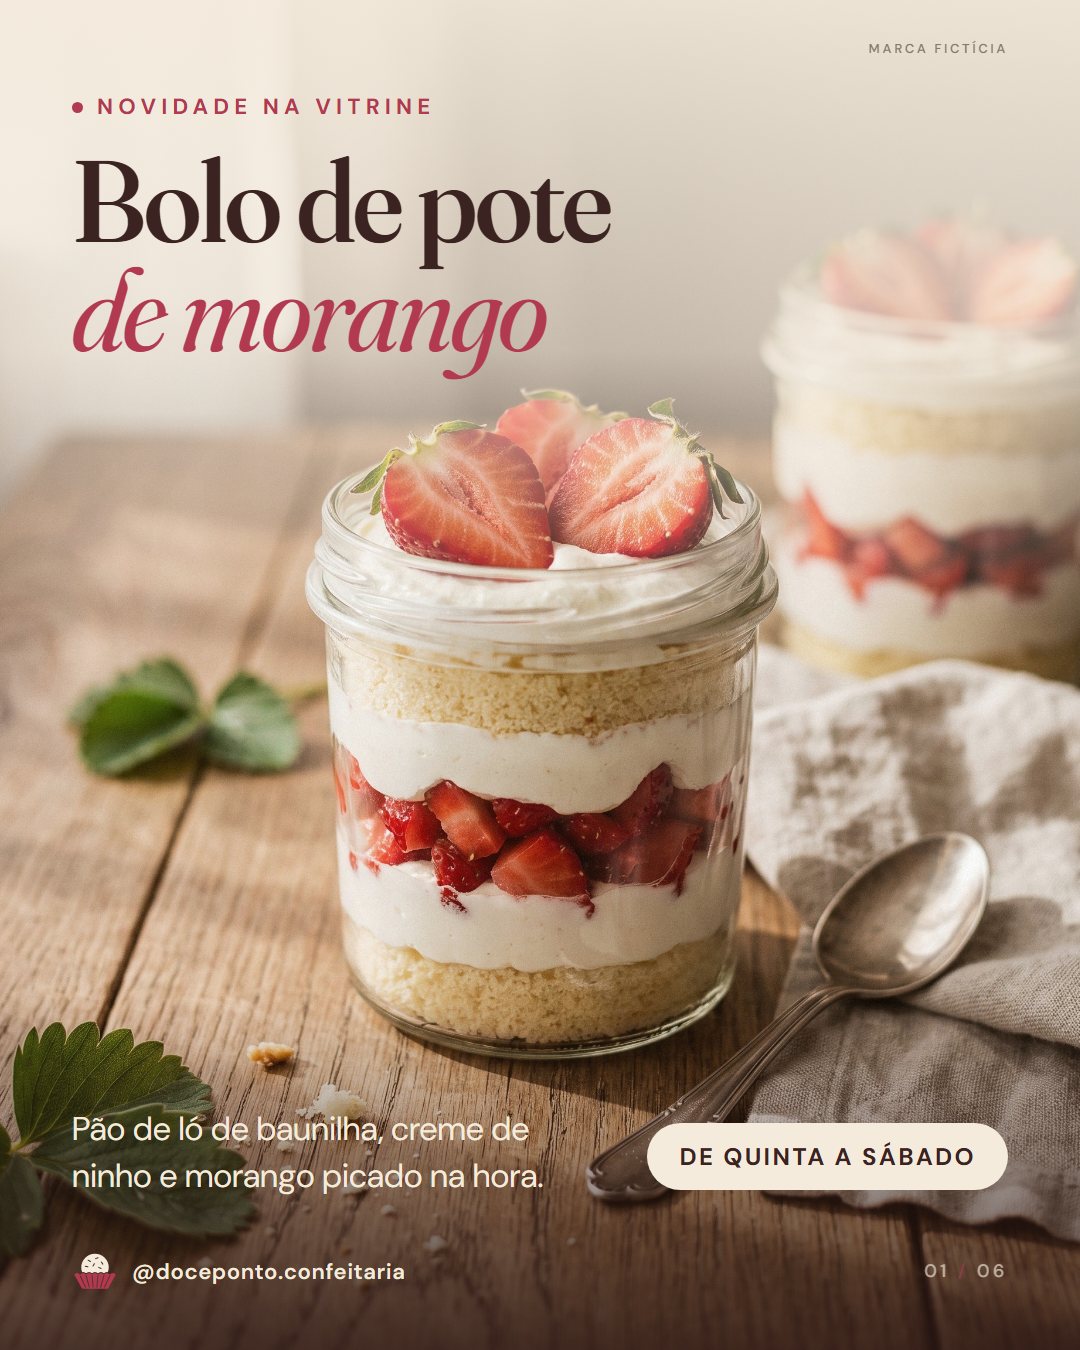 MARCA FICTÍCIA
NOVIDADE NA VITRINE
Bolo de pote
de morango
Pão de ló de baunilha, creme de
ninho e morango picado na hora.
DE QUINTA A SÁBADO
@doceponto.confeitaria
01 / 06